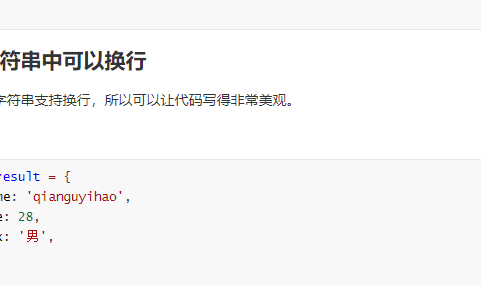 符串中可以换行
字符串支持换行，所以可以让代码写得非常美观。
result = {
me: 'qianguyihao',
e: 28,
x: '男',